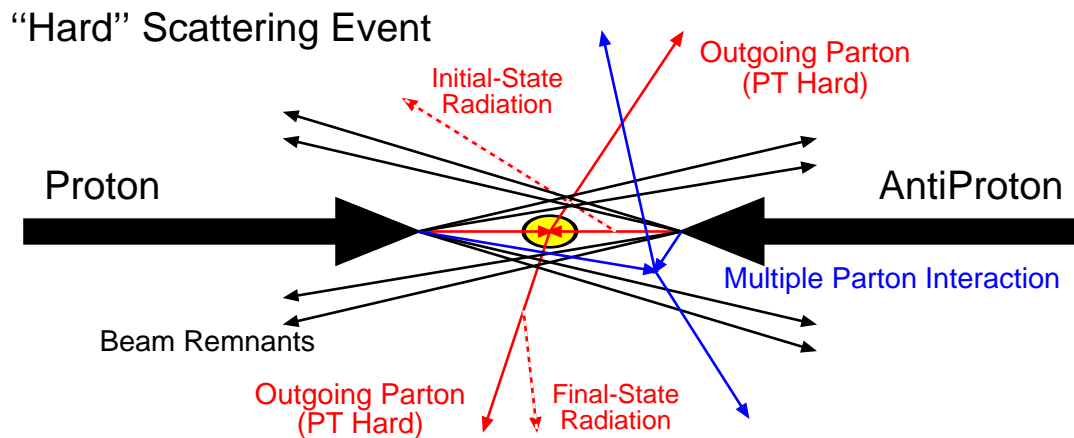 ‘‘Hard’’ Scattering Event
Outgoing Parton
(PT Hard)
Initial-State
Radiation
Proton
AntiProton
Multiple Parton Interaction
Beam Remnants
Outgoing Parton
(PT Hard)
Final-State
Radiation